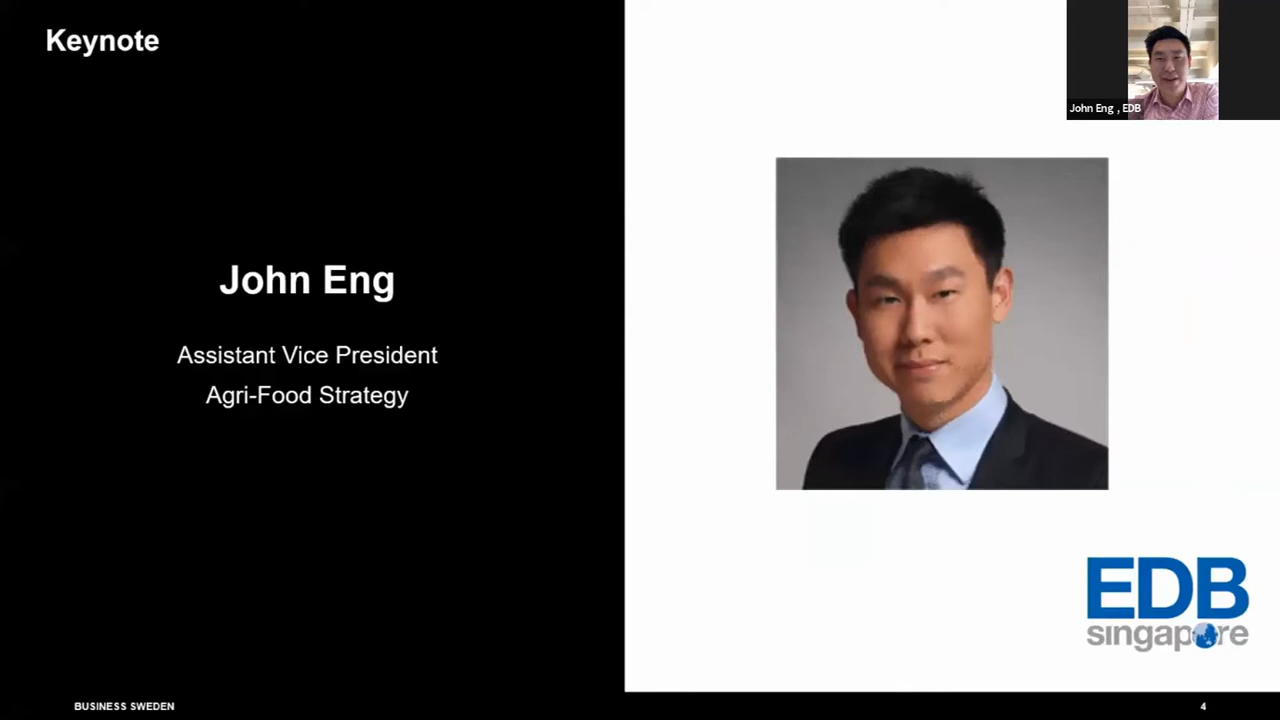 Keynote
John Eng , EDB
John Eng
Assistant Vice President
Agri-Food Strategy
EDB
singapore
BUSINESS SWEDEN
4